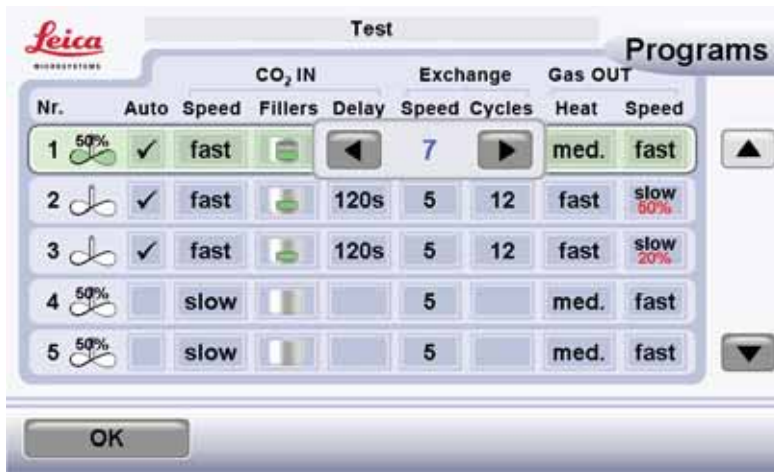 Test
Leica
MICROSYSTEMS
Programs
CO₂ IN Exchange Gas OUT
Nr. Auto Speed Fillers Delay Speed Cycles Heat Speed
1 50% ✓ fast 7 med. fast
2 ✓ fast 120s 5 12 fast slow
50%
3 ✓ fast 120s 5 12 fast slow
20%
4 50% slow 5 med. fast
5 50% slow 5 med. fast
OK